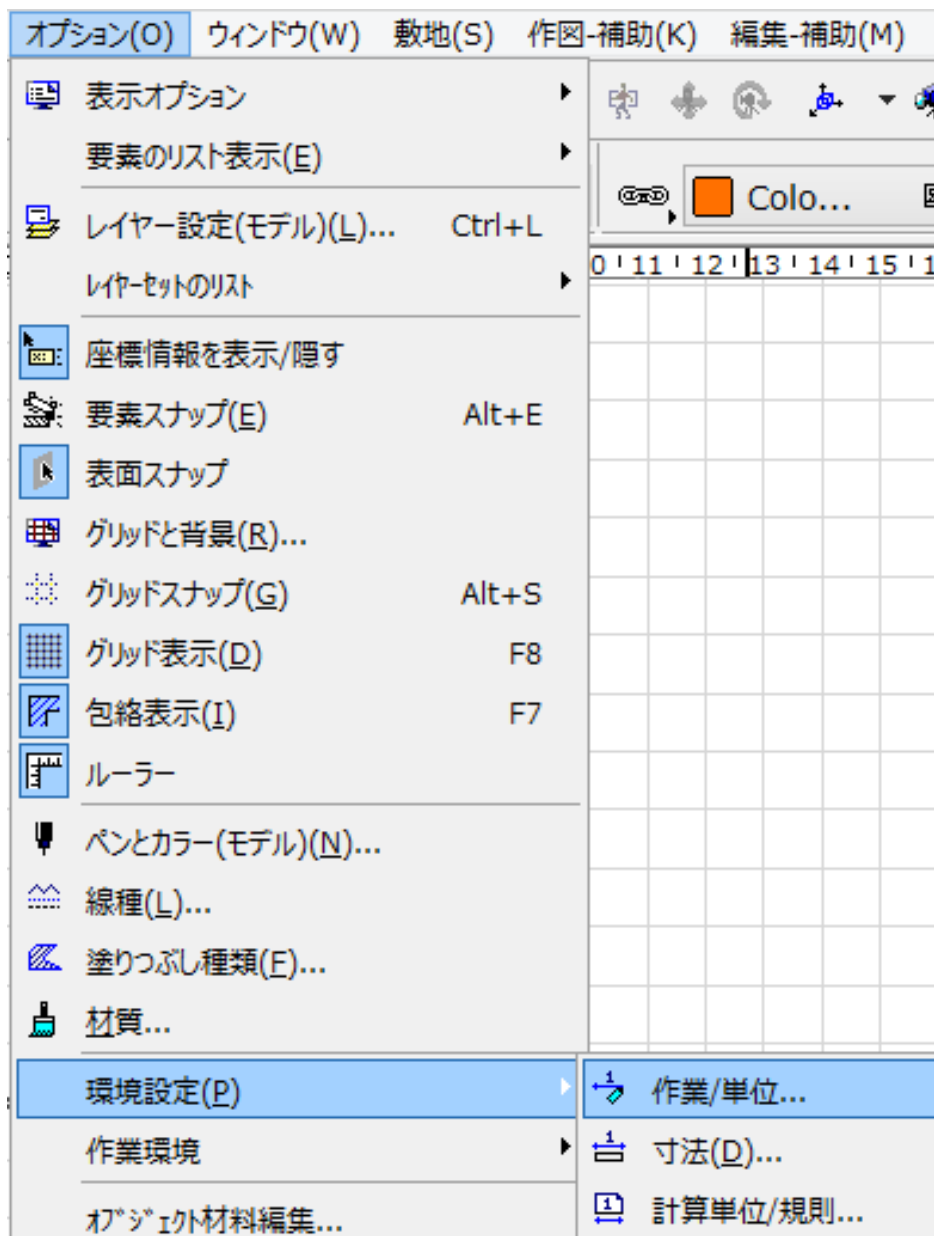 オプション(O) ウィンドウ(W) 敷地(S) 作図-補助(K) 編集-補助(M)
表示オプション
要素のリスト表示(E)
Colo...
レイヤー設定(モデル)(L)... Ctrl+L
0 11 12 13 14 15 1
レイヤーセットのリスト
座標情報を表示/隠す
要素スナップ(E) Alt+E
表面スナップ
グリッドと背景(R)...
グリッドスナップ(G) Alt+S
グリッド表示(D) F8
包絡表示(I) F7
ルーラー
ペンとカラー(モデル)(N)...
線種(L)...
塗りつぶし種類(F)...
材質...
環境設定(P) 作業/単位...
作業環境 寸法(D)...
オブジェクト材料編集... 計算単位/規則...